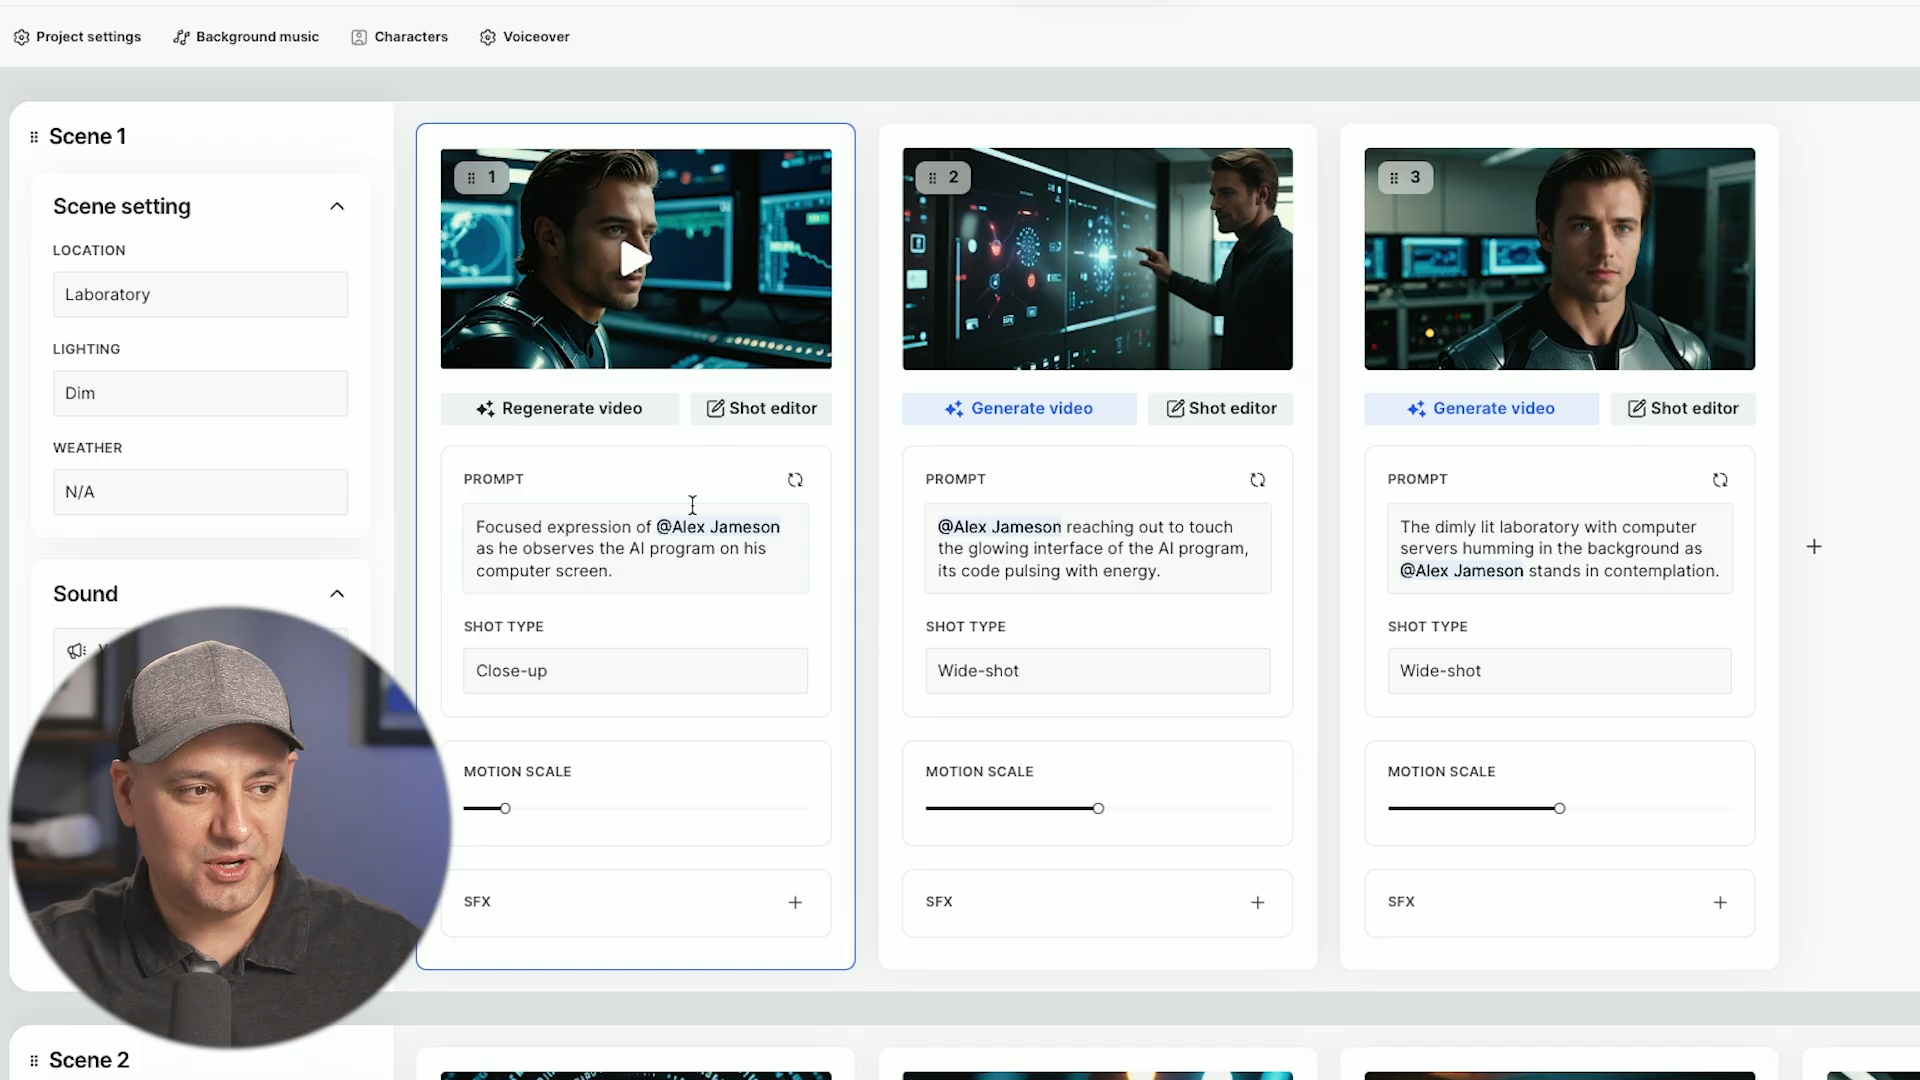 Project settings
Background music
Characters
Voiceover
Scene 1
Scene setting
LOCATION
Laboratory
LIGHTING
Dim
WEATHER
N/A
Sound
1
Regenerate video
Shot editor
PROMPT
Focused expression of @Alex Jameson
as he observes the AI program on his
computer screen.
SHOT TYPE
Close-up
MOTION SCALE
SFX
2
Generate video
Shot editor
PROMPT
@Alex Jameson reaching out to touch
the glowing interface of the AI program,
its code pulsing with energy.
SHOT TYPE
Wide-shot
MOTION SCALE
SFX
3
Generate video
Shot editor
PROMPT
The dimly lit laboratory with computer
servers humming in the background as
@Alex Jameson stands in contemplation.
SHOT TYPE
Wide-shot
MOTION SCALE
SFX
Scene 2